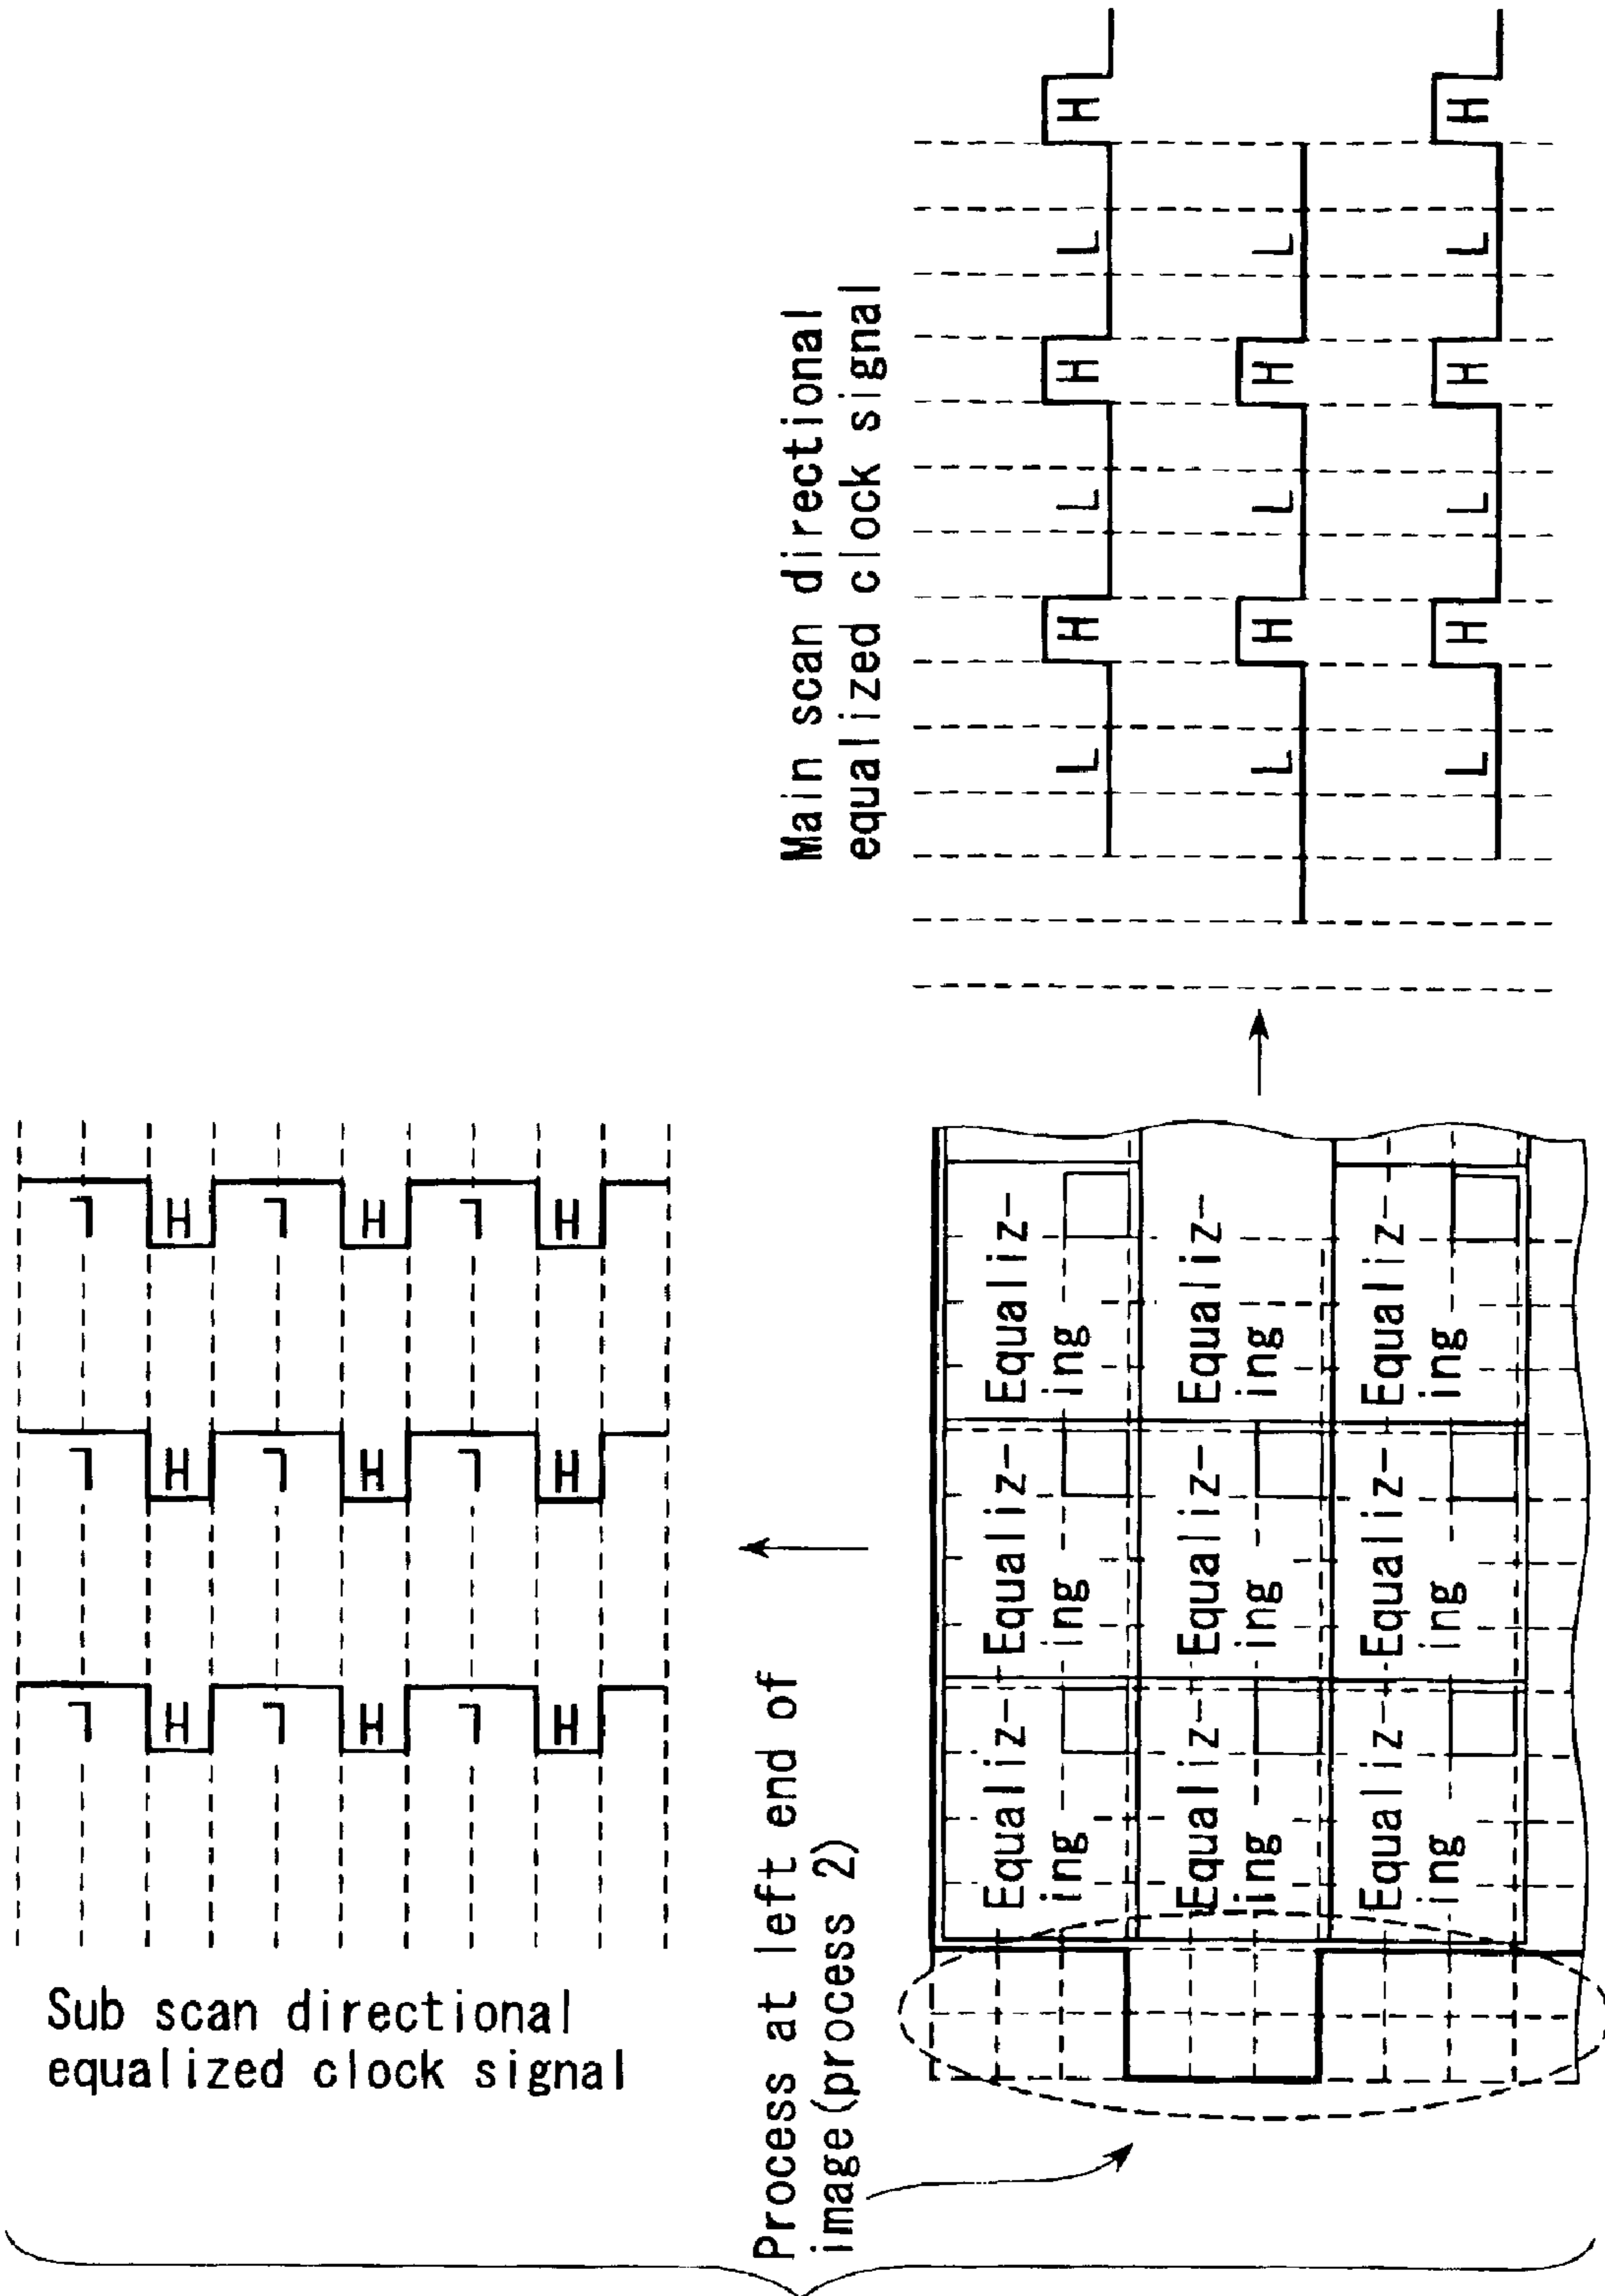 Sub scan directional
equalized clock signal
L H L H L H
L H L H L H
L H L H L H
Process at left end of
image(process 2)
Equaliz- Equaliz- Equaliz-
ing ing ing
Equaliz- Equaliz- Equaliz-
ing ing ing
Equaliz- Equaliz- Equaliz-
ing ing ing
Main scan directional
equalized clock signal
L H L H L H
L H L H L
L H L H L H